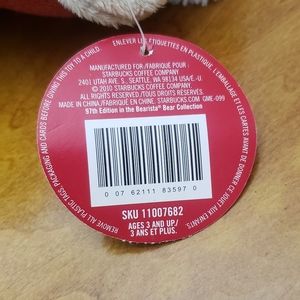 REMOVE ALL PLASTIC TIES, PACKAGING AND CARDS BEFORE GIVING THIS TOY TO A CHILD.
ENLEVER LES ÉTIQUETTES EN PLASTIQUE, L'EMBALLAGE ET LES CARTES AVANT DE DONNER CE JOUET AUX ENFANTS.
MANUFACTURED FOR/FABRIQUÉ POUR:
STARBUCKS COFFEE COMPANY
2401 UTAH AVE. S., SEATTLE, WA 98134 USA/É.-U.
© 2010 STARBUCKS COFFEE COMPANY.
ALL RIGHTS RESERVED./TOUS DROITS RÉSERVÉS.
MADE IN CHINA/FABRIQUÉ EN CHINE. STARBUCKS.COM GME-099
97th Edition in the Bearista® Bear Collection
0 07 62111 83597 0
SKU 11007682
AGES 3 AND UP/
3 ANS ET PLUS.